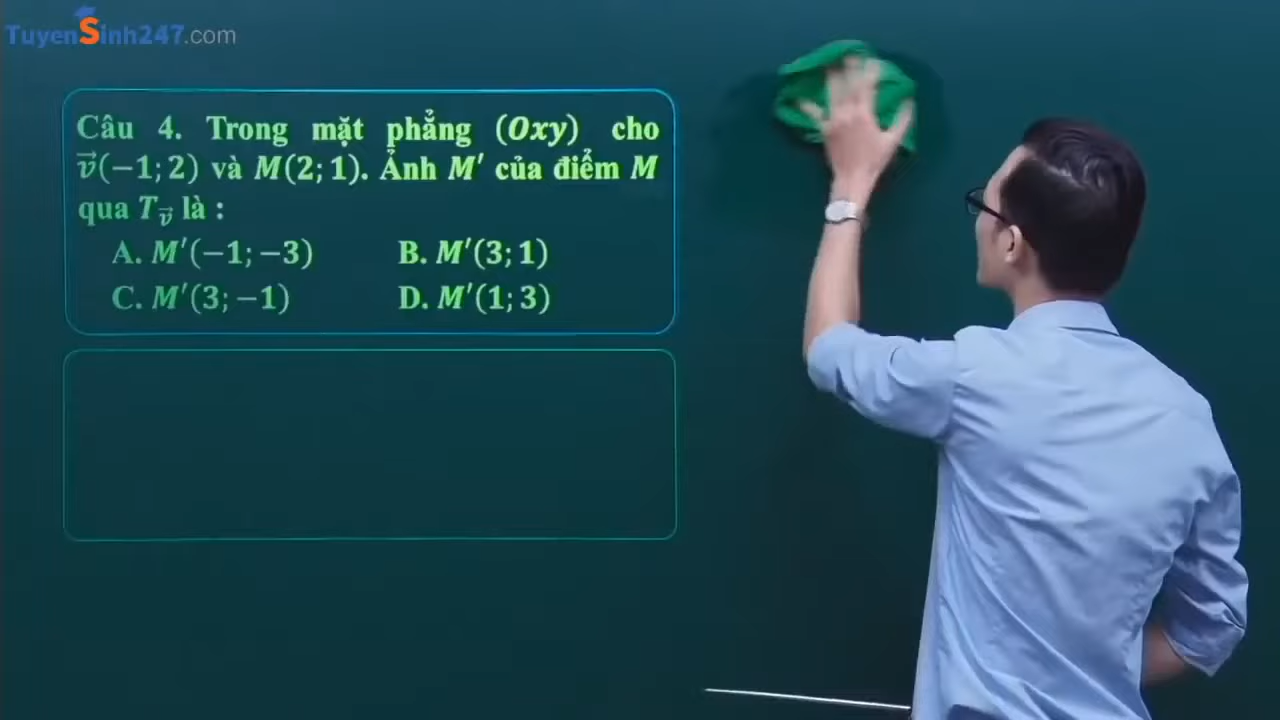 TuyenSinh247.com
Câu 4. Trong mặt phẳng (Oxy) cho
v⃗(−1; 2) và M(2; 1). Ảnh M′ của điểm M
qua T_v⃗ là :
A. M′(−1; −3) B. M′(3; 1)
C. M′(3; −1) D. M′(1; 3)